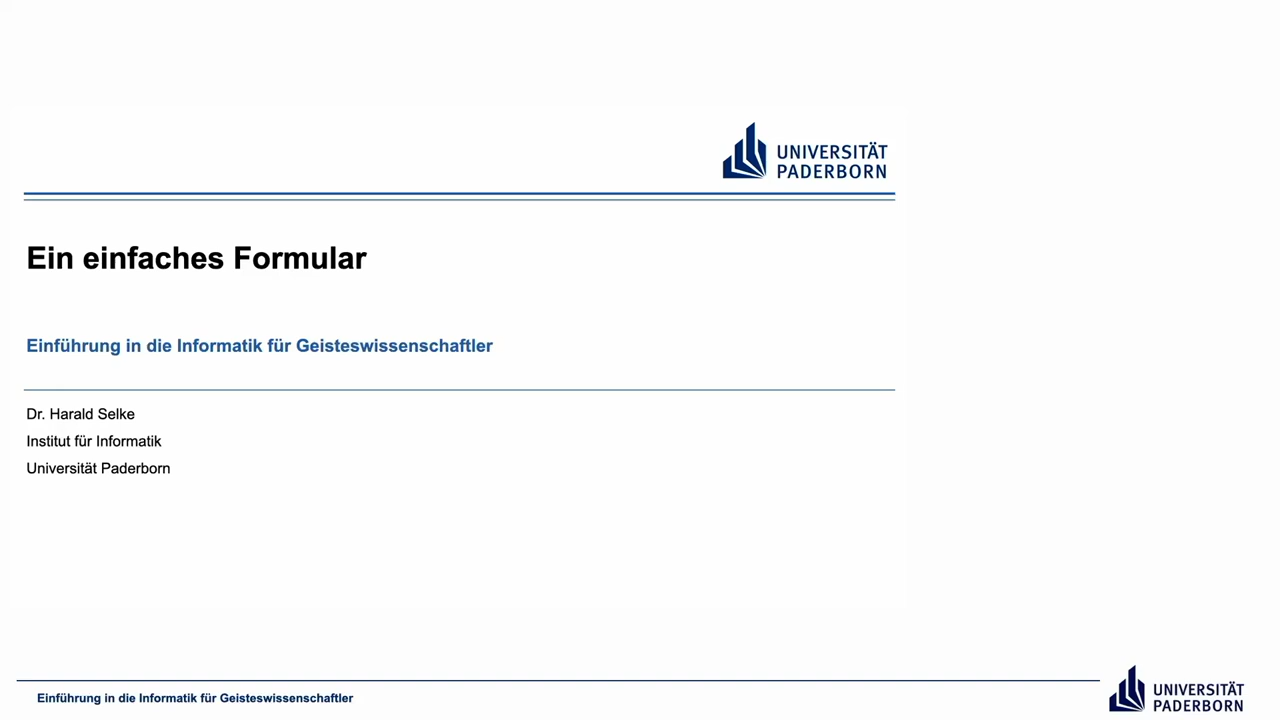 UNIVERSITÄT
PADERBORN
Ein einfaches Formular
Einführung in die Informatik für Geisteswissenschaftler
Dr. Harald Selke
Institut für Informatik
Universität Paderborn
Einführung in die Informatik für Geisteswissenschaftler
UNIVERSITÄT
PADERBORN